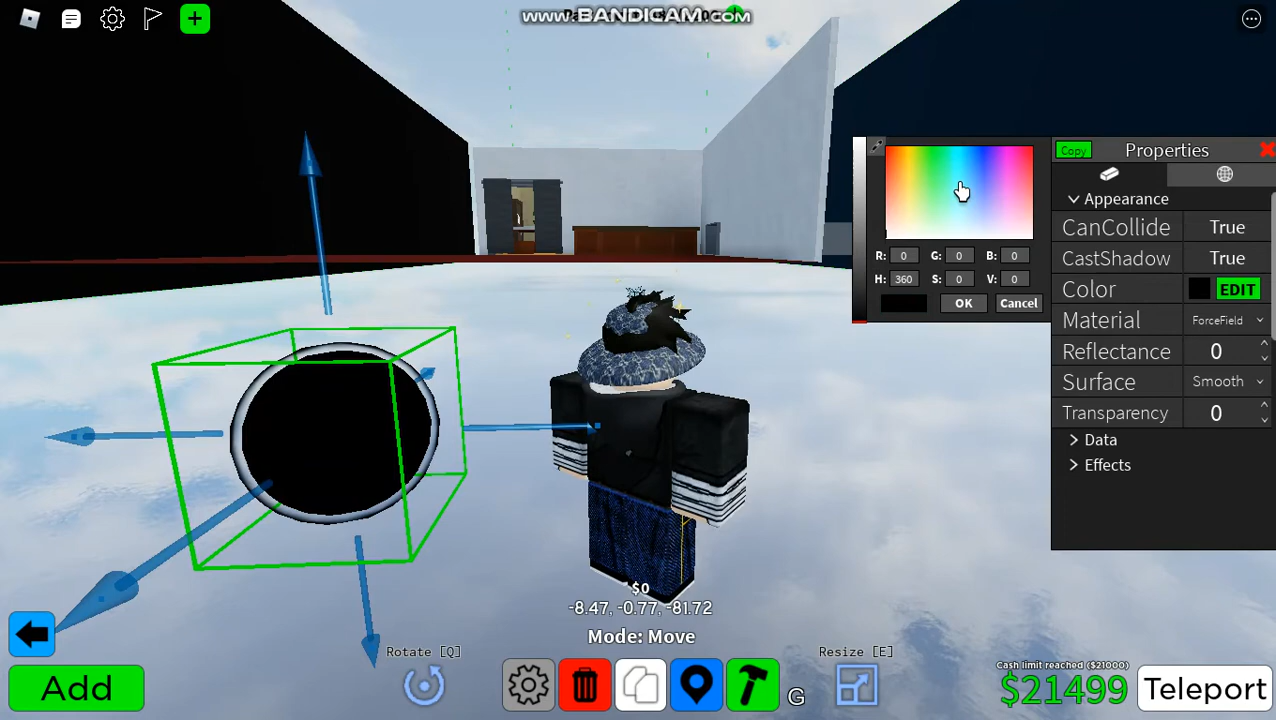 www.BANDICAM.com
Copy
Properties
Appearance
CanCollide True
CastShadow True
Color EDIT
Material ForceField
Reflectance 0
Surface Smooth
Transparency 0
Data
Effects
R: 0 G: 0 B: 0
H: 360 S: 0 V: 0
OK Cancel
$0
-8.47, -0.77, -81.72
Mode: Move
Rotate [Q]
Resize [E]
G
Add
Cash limit reached ($21000)
$21499
Teleport